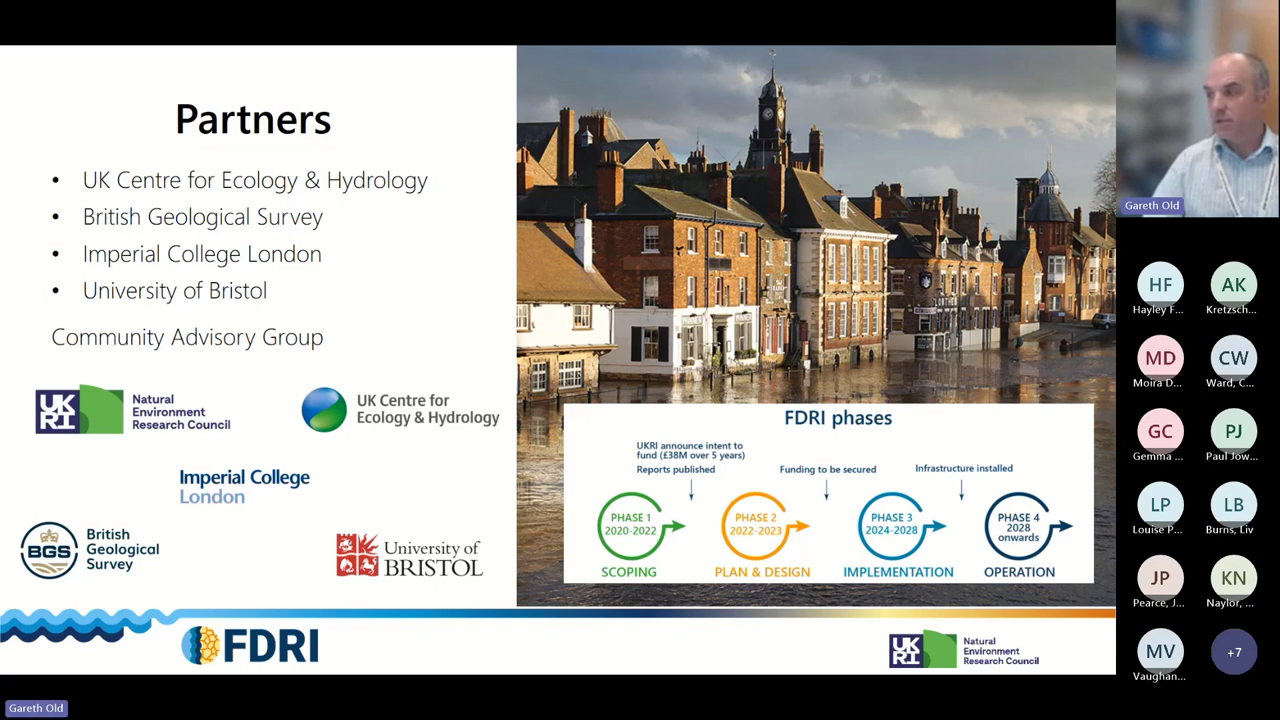 Partners
• UK Centre for Ecology & Hydrology
• British Geological Survey
• Imperial College London
• University of Bristol
Community Advisory Group
UK
RI
Natural
Environment
Research Council
UK Centre for
Ecology & Hydrology
Imperial College
London
BGS
British
Geological
Survey
University of
BRISTOL
FDRI phases
UKRI announce intent to
fund (£38M over 5 years)
Reports published
Funding to be secured
Infrastructure installed
PHASE 1
2020-2022
PHASE 2
2022-2023
PHASE 3
2024-2028
PHASE 4
2028
onwards
SCOPING
PLAN & DESIGN
IMPLEMENTATION
OPERATION
FDRI
UK
RI
Natural
Environment
Research Council
Gareth Old
HF
Hayley F...
AK
Kretzsch...
MD
Moira D...
CW
Ward, C...
GC
Gemma ...
PJ
Paul Jow...
LP
Louise P...
LB
Burns, Liv
JP
Pearce, J...
KN
Naylor, ...
MV
Vaughan...
+7
Gareth Old